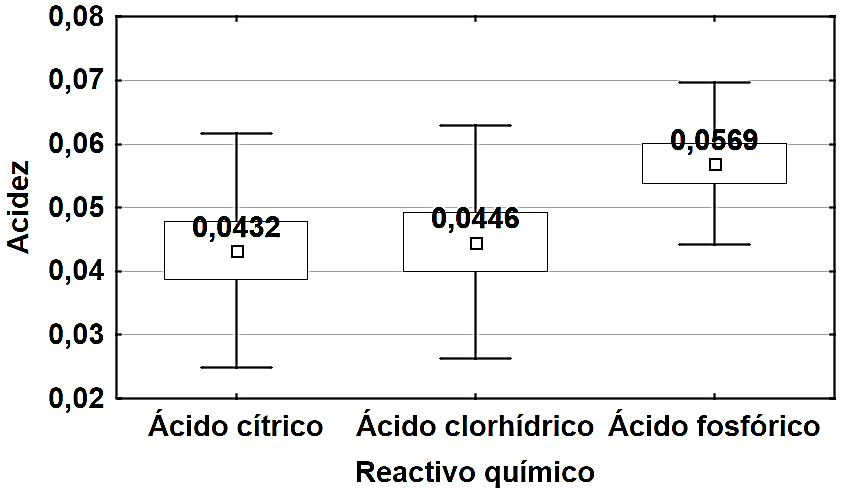 0,08
0,07
0,06
0,05
0,04
0,03
0,02
Acidez
0,0432
0,0446
0,0569
Ácido cítrico
Ácido clorhídrico
Ácido fosfórico
Reactivo químico